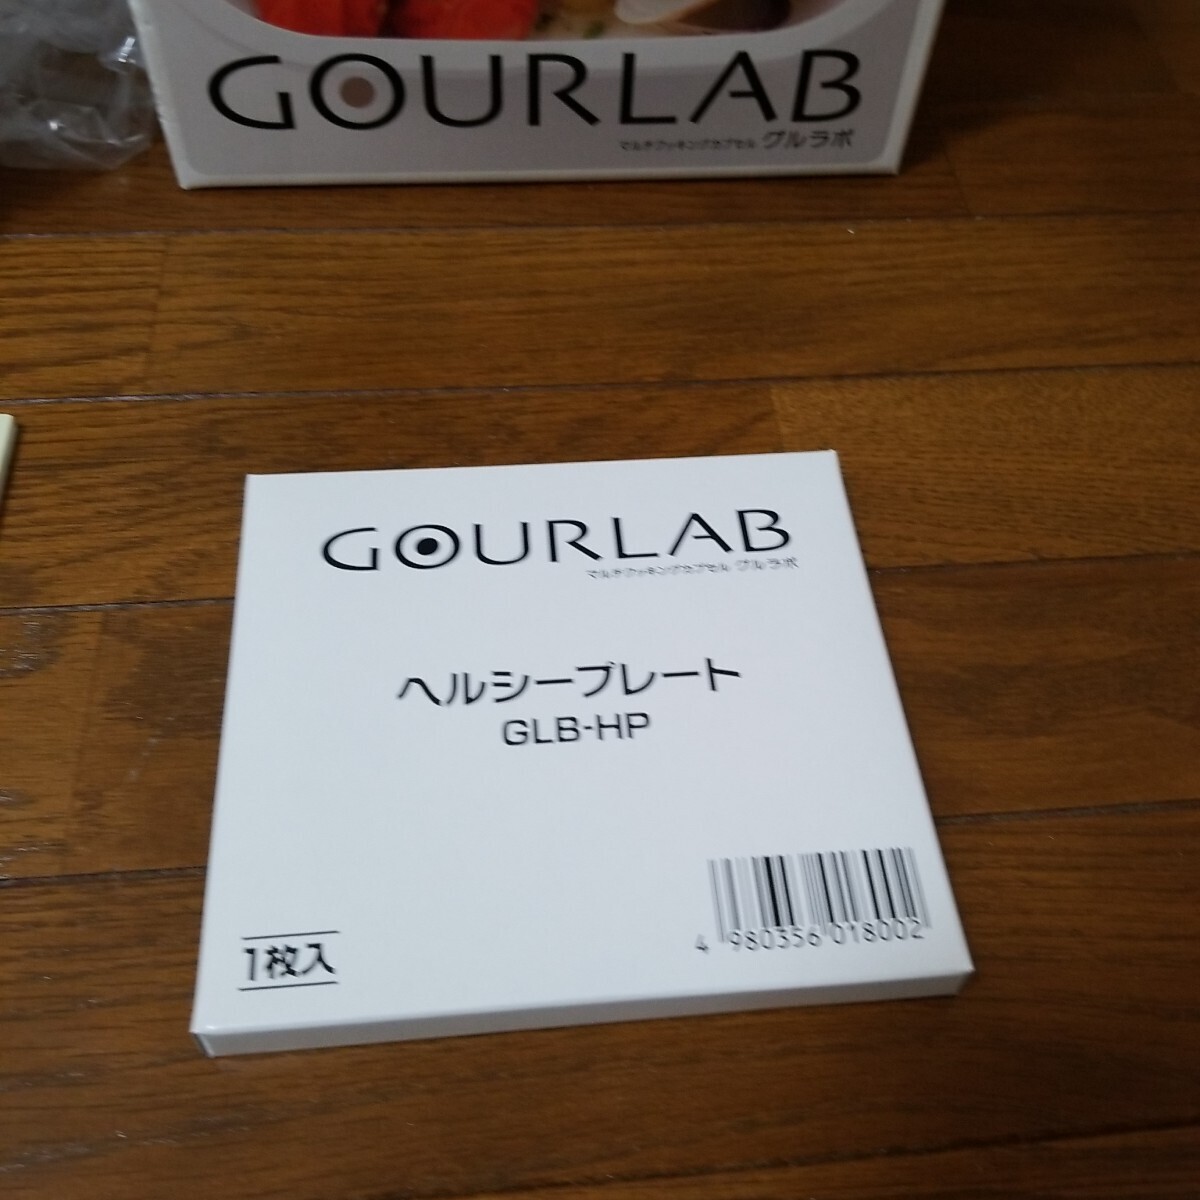 GOURLAB
マルチクッキングカプセル グルラボ
GOURLAB
マルチクッキングカプセル グルラボ
ヘルシープレート
GLB-HP
1枚入
4 980356 018002